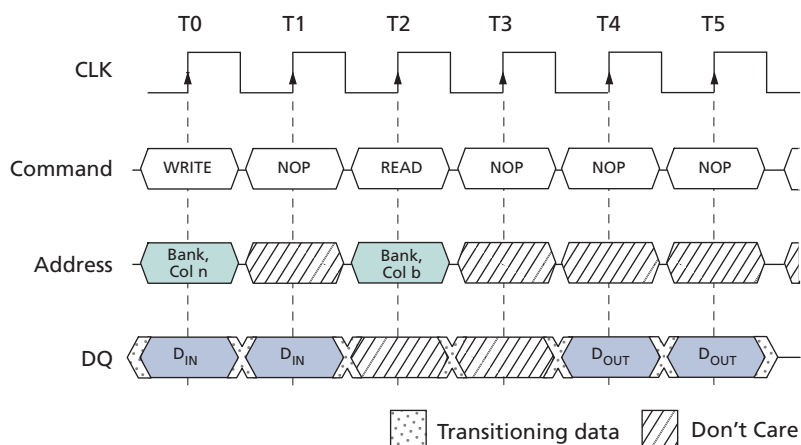 T0 T1 T2 T3 T4 T5
CLK
Command WRITE NOP READ NOP NOP NOP
Address Bank, Col n Bank, Col b
DQ DIN DIN DOUT DOUT
Transitioning data Don't Care